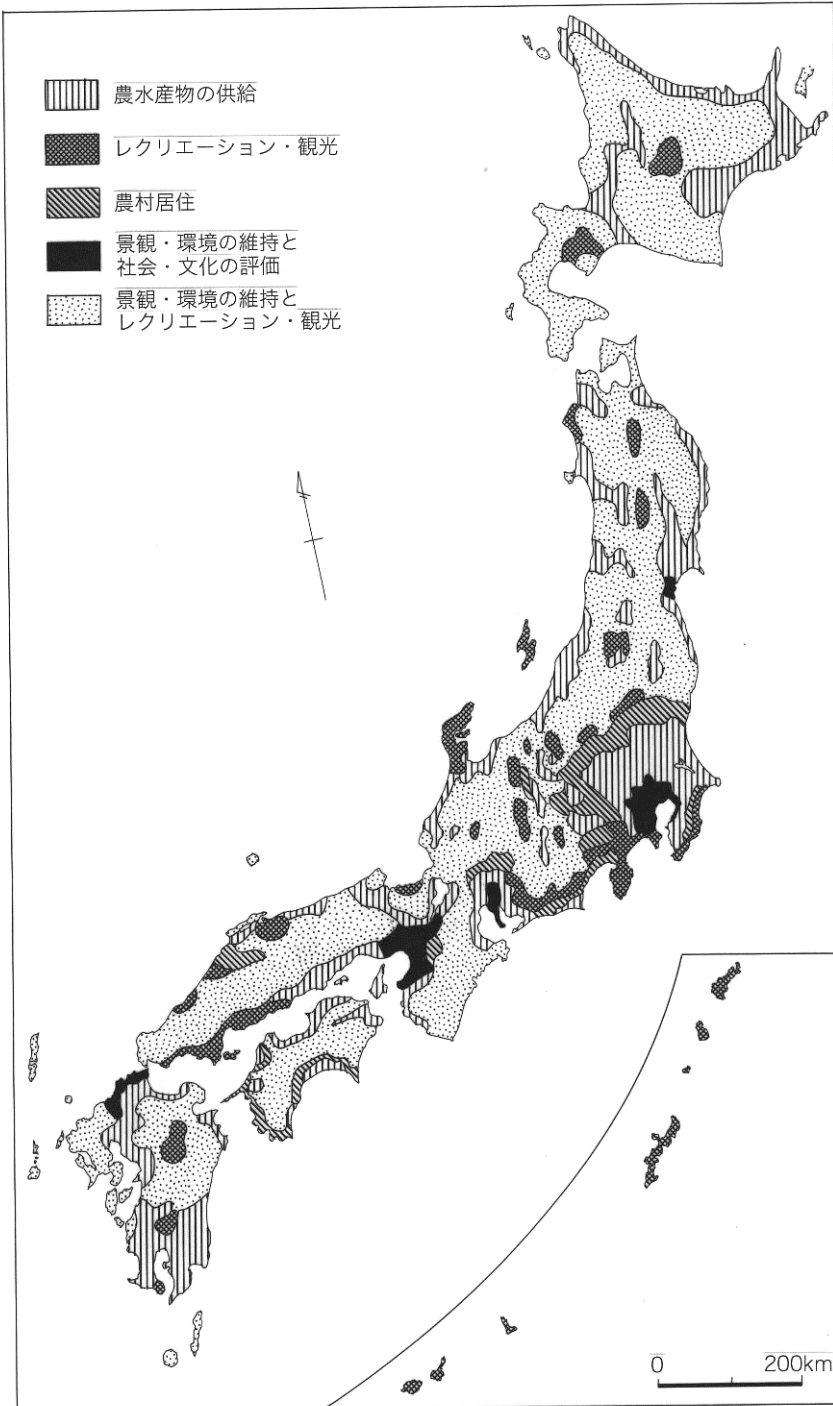 農水産物の供給
レクリエーション・観光
農村居住
景観・環境の維持と
社会・文化の評価
景観・環境の維持と
レクリエーション・観光
0 200km